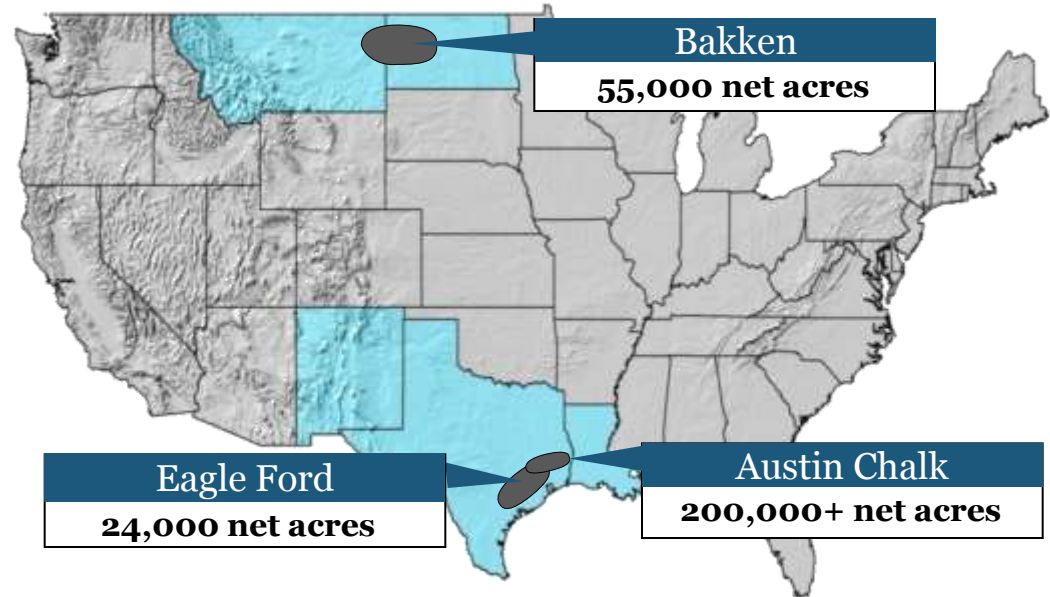 Bakken
55,000 net acres
Eagle Ford
24,000 net acres
Austin Chalk
200,000+ net acres